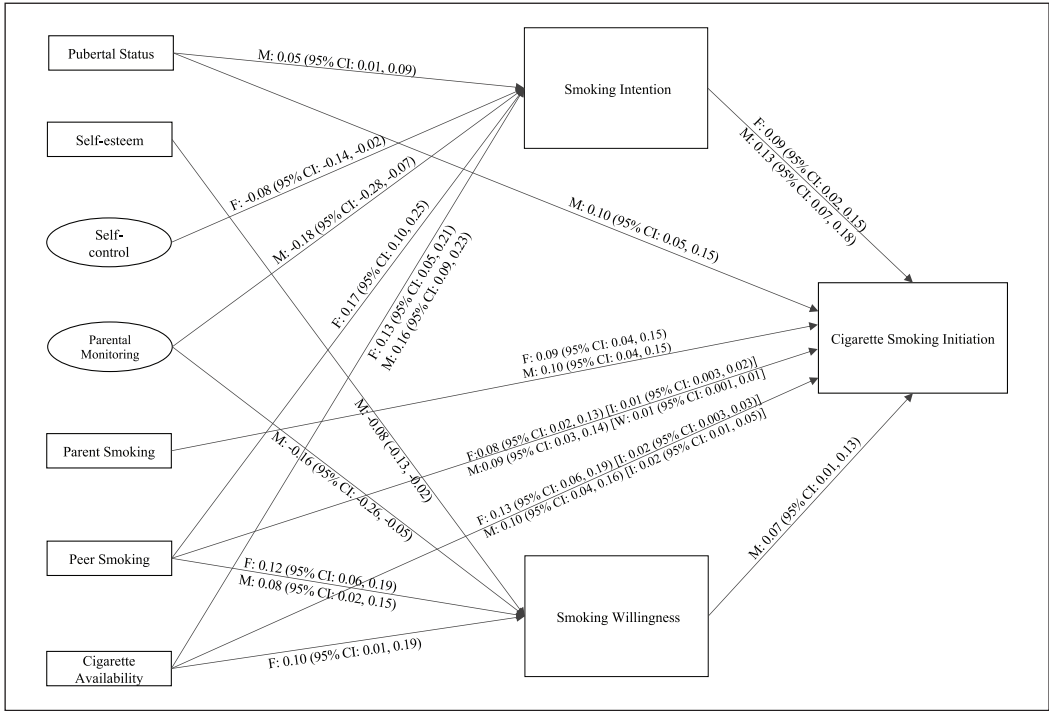 Pubertal Status
M: 0.05 (95% CI: 0.01, 0.09)
Smoking Intention
Self-esteem
F: 0.09 (95% CI: 0.02, 0.15)
M: 0.13 (95% CI: 0.07, 0.18)
F: -0.08 (95% CI: -0.14, -0.02)
M: -0.18 (95% CI: -0.28, -0.07)
M: 0.10 (95% CI: 0.05, 0.15)
Self-
control
F: 0.17 (95% CI: 0.10, 0.25)
F: 0.13 (95% CI: 0.05, 0.21)
M: 0.16 (95% CI: 0.09, 0.23)
Parental
Monitoring
Cigarette Smoking Initiation
F: 0.09 (95% CI: 0.04, 0.15)
M: 0.10 (95% CI: 0.04, 0.15)
M: -0.08 (-0.13, -0.02)
F:0.08 (95% CI: 0.02, 0.13) [I: 0.01 (95% CI: 0.003, 0.02)]
M:0.09 (95% CI: 0.03, 0.14) [W: 0.01 (95% CI: 0.001, 0.01]
Parent Smoking
M: -0.16 (95% CI: -0.26, -0.05)
F: 0.13 (95% CI: 0.06, 0.19) [I: 0.02 (95% CI: 0.003, 0.03)]
M: 0.10 (95% CI: 0.04, 0.16) [I: 0.02 (95% CI: 0.01, 0.05)]
M: 0.07 (95% CI: 0.01, 0.13)
Peer Smoking
F: 0.12 (95% CI: 0.06, 0.19)
M: 0.08 (95% CI: 0.02, 0.15)
Smoking Willingness
F: 0.10 (95% CI: 0.01, 0.19)
Cigarette
Availability